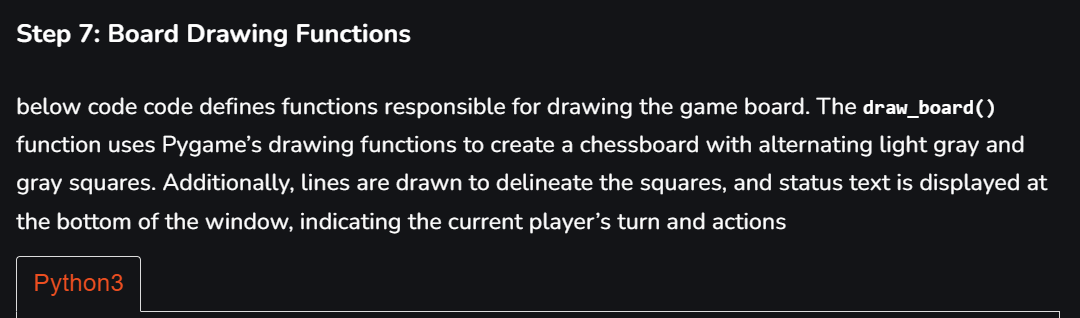 Step 7: Board Drawing Functions
below code code defines functions responsible for drawing the game board. The draw_board()
function uses Pygame’s drawing functions to create a chessboard with alternating light gray and
gray squares. Additionally, lines are drawn to delineate the squares, and status text is displayed at
the bottom of the window, indicating the current player’s turn and actions
Python3